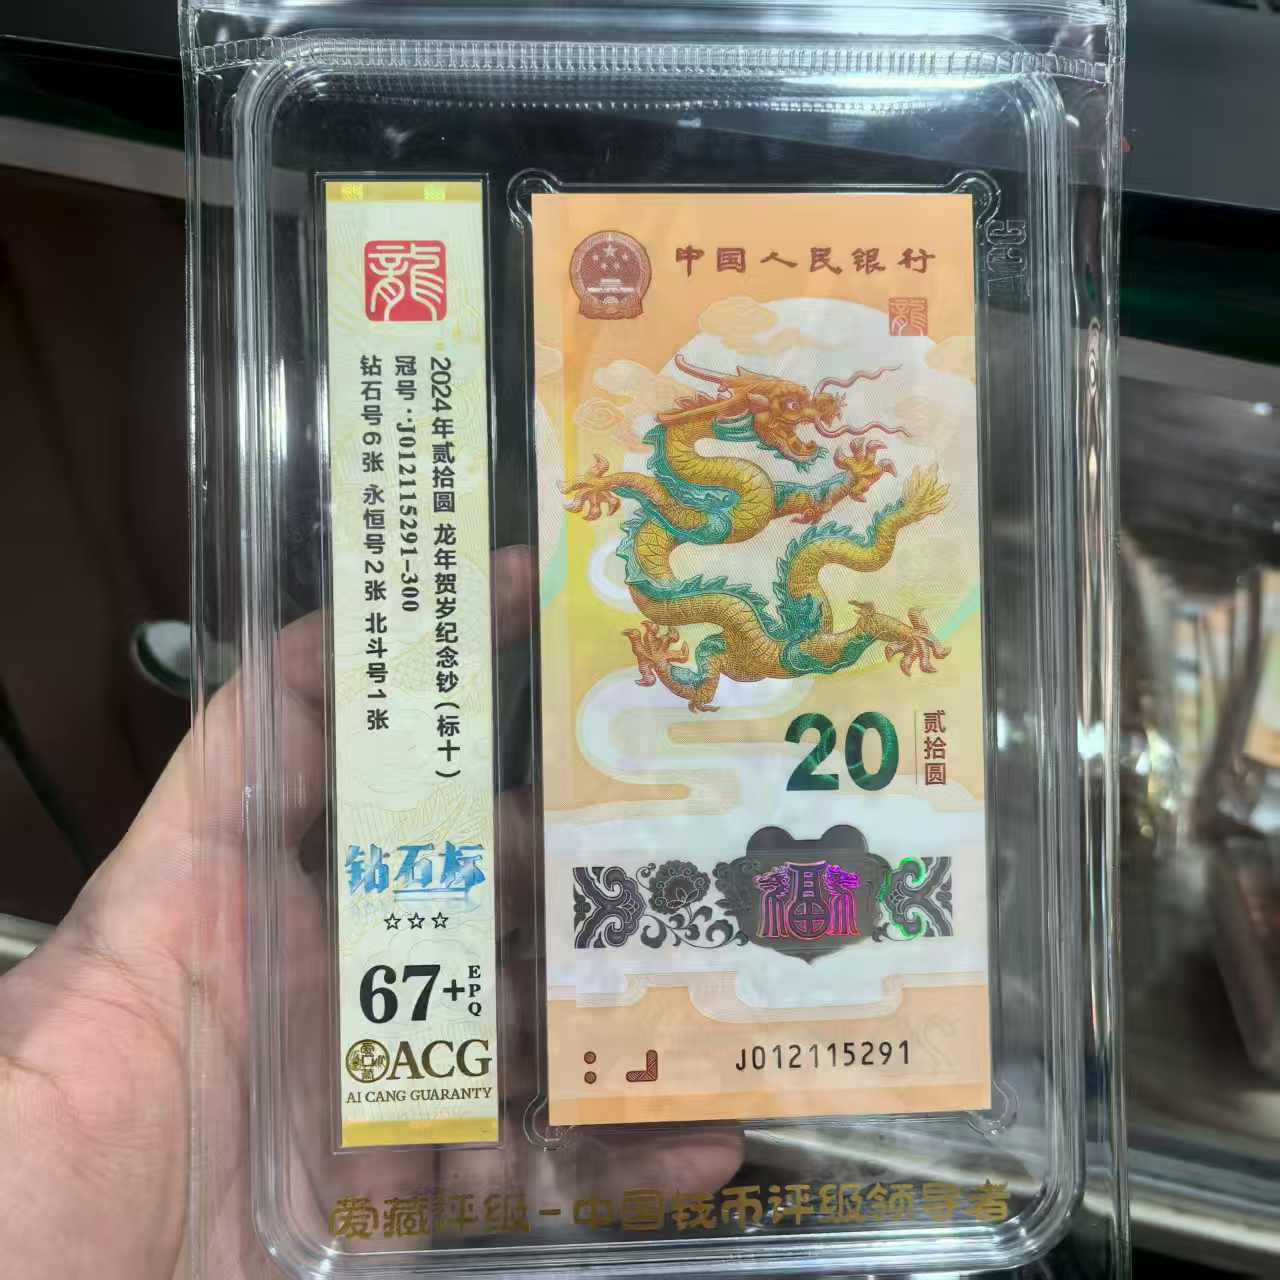 龍
2024年贰拾圆 龙年贺岁纪念钞(标十)
冠号:J012115291-300
钻石号6张 永恒号2张 北斗号1张
钻石标
☆☆☆
67+
EPQ
ACG
AI CANG GUARANTY
中国人民银行
龍
20
贰拾圆
福
J012115291
爱藏评级-中国钱币评级领导者